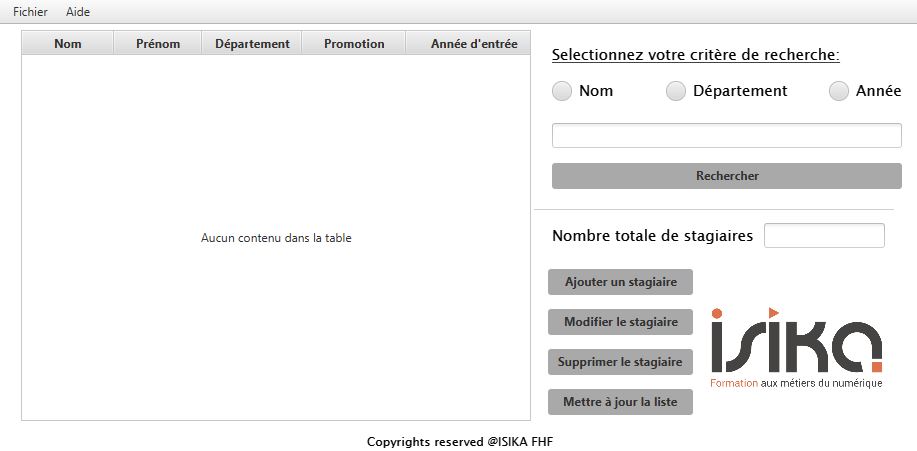 Fichier Aide
Nom Prénom Département Promotion Année d'entrée
Aucun contenu dans la table
Selectionnez votre critère de recherche:
Nom Département Année
Rechercher
Nombre totale de stagiaires
Ajouter un stagiaire
Modifier le stagiaire
Supprimer le stagiaire
Mettre à jour la liste
isika
Formation aux métiers du numérique
Copyrights reserved @ISIKA FHF